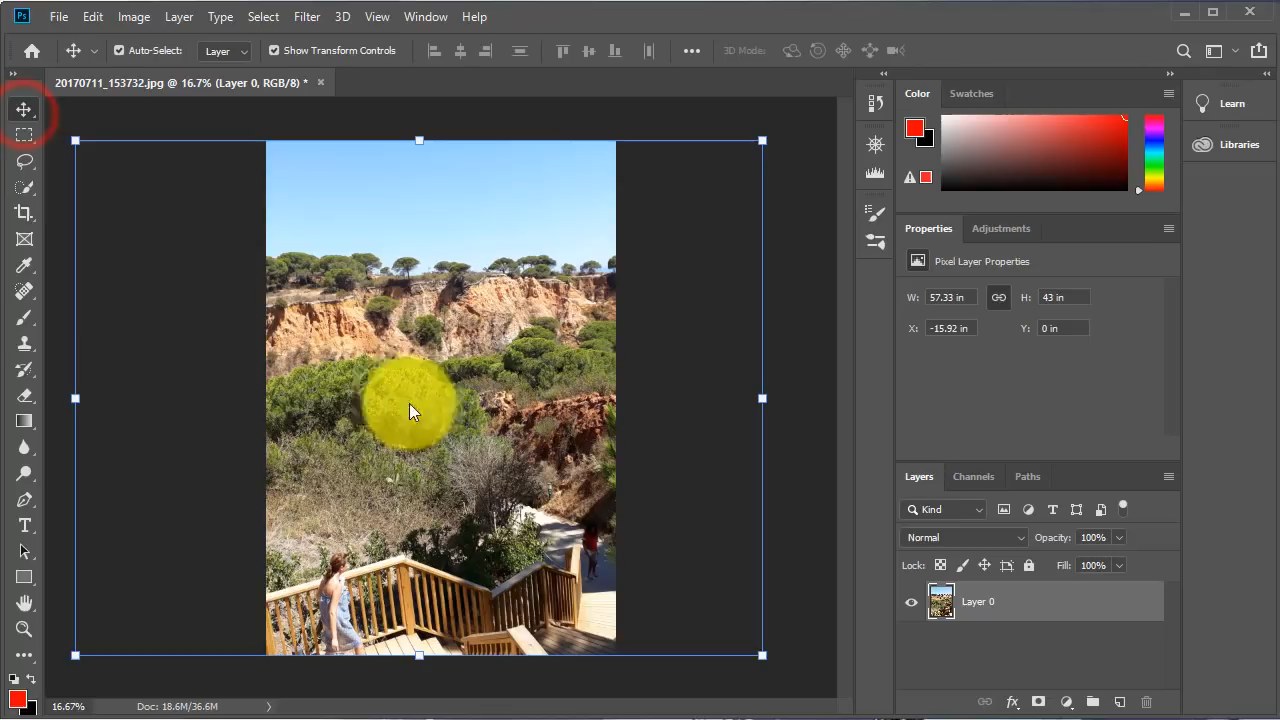 Ps File Edit Image Layer Type Select Filter 3D View Window Help
Auto-Select: Layer Show Transform Controls 3D Mode:
20170711_153732.jpg @ 16.7% (Layer 0, RGB/8) *
Color Swatches
Learn
Libraries
Properties Adjustments
Pixel Layer Properties
W: 57.33 in H: 43 in
X: -15.92 in Y: 0 in
Layers Channels Paths
Kind
Normal Opacity: 100%
Lock: Fill: 100%
Layer 0
fx
16.67% Doc: 18.6M/36.6M